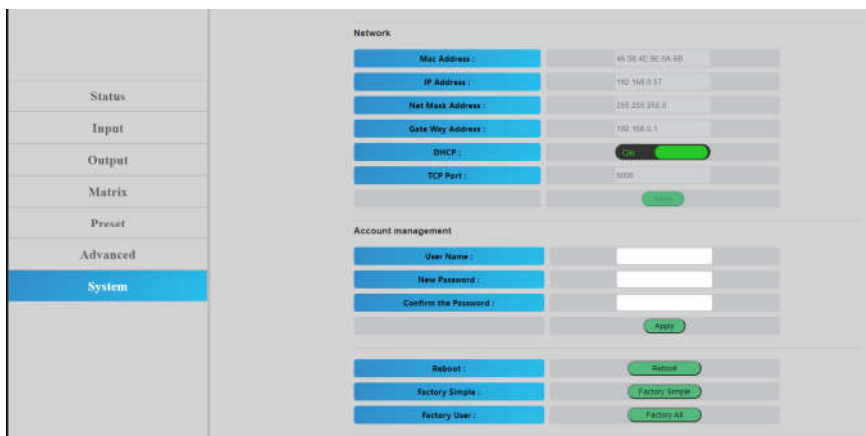 Status
Input
Output
Matrix
Preset
Advanced
System
Network
Mac Address :
IP Address :
192.168.0.57
Net Mask Address :
255.255.255.0
Gate Way Address :
192.168.0.1
DHCP :
On
TCP Port :
5000
Apply
Account management
User Name :
New Password :
Confirm the Password :
Apply
Reboot :
Reboot
Factory Simple :
Factory Simple
Factory User :
Factory All